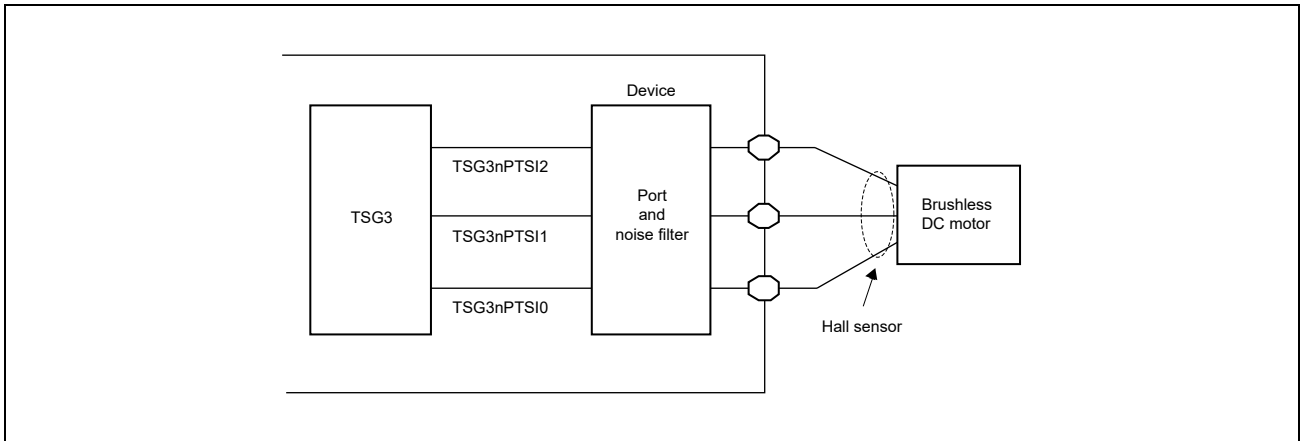 Device
TSG3
TSG3nPTSI2
TSG3nPTSI1
TSG3nPTSI0
Port
and
noise filter
Brushless
DC motor
Hall sensor